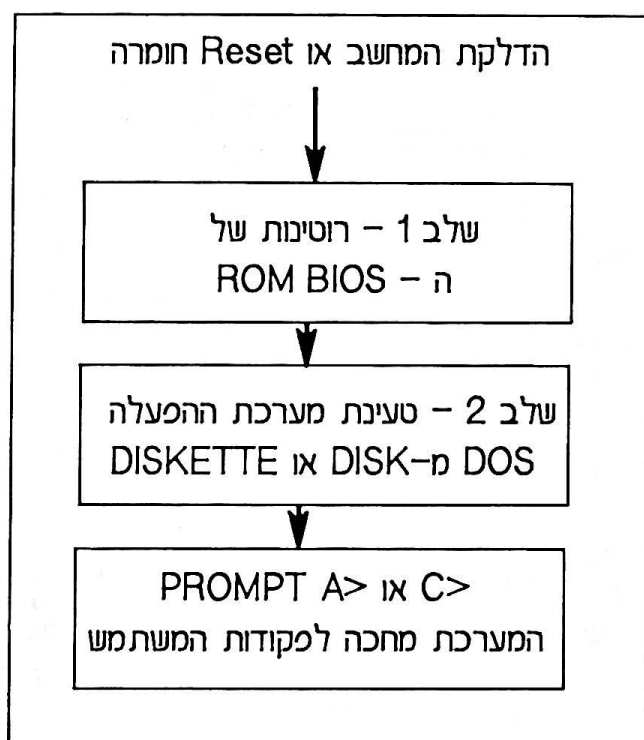 הדלקת המחשב או Reset חומרה
שלב 1 – רוטינות של
ה – ROM BIOS
שלב 2 – טעינת מערכת ההפעלה
DOS מ-DISK או DISKETTE
PROMPT A> או C>
המערכת מחכה לפקודות המשתמש